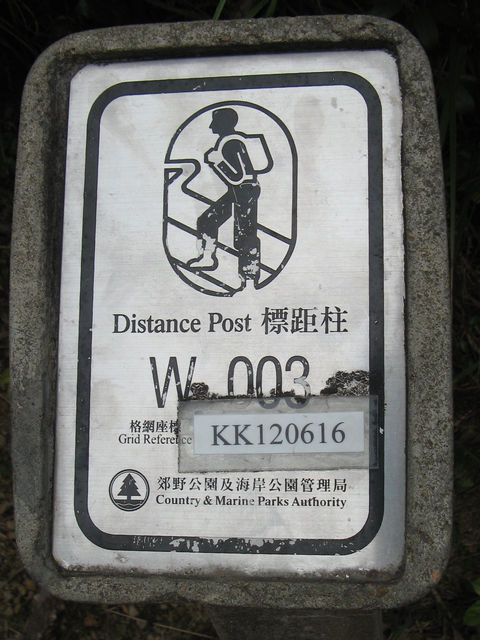 Distance Post 標距柱
W 003
格網座標
Grid Reference
KK120616
郊野公園及海岸公園管理局
Country & Marine Parks Authority